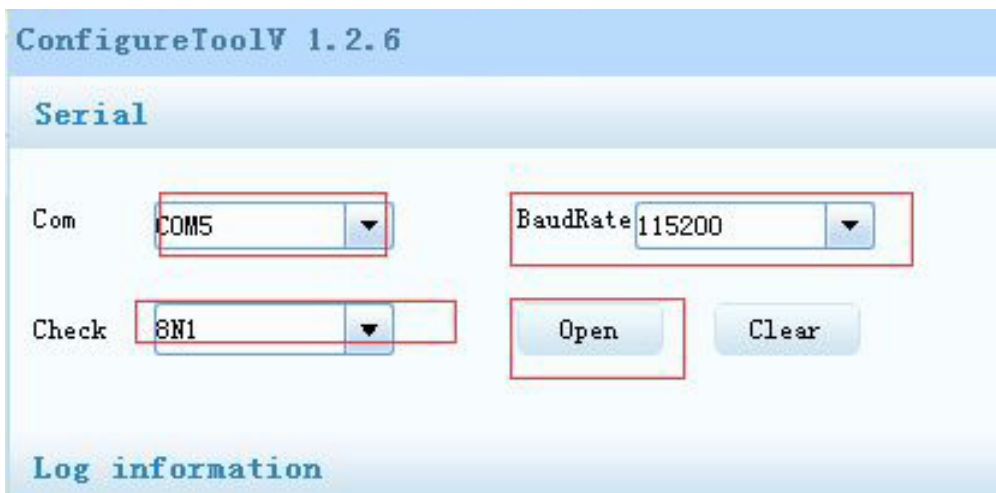 ConfigureToolV 1.2.6
Serial
Com COM5 BaudRate 115200
Check 8N1 Open Clear
Log information